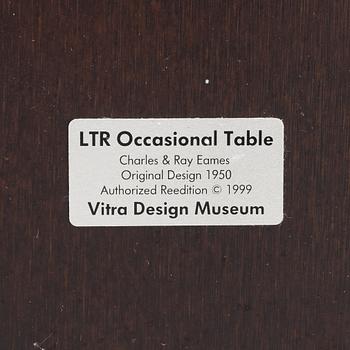 LTR Occasional Table
Charles & Ray Eames
Original Design 1950
Authorized Reedition © 1999
Vitra Design Museum